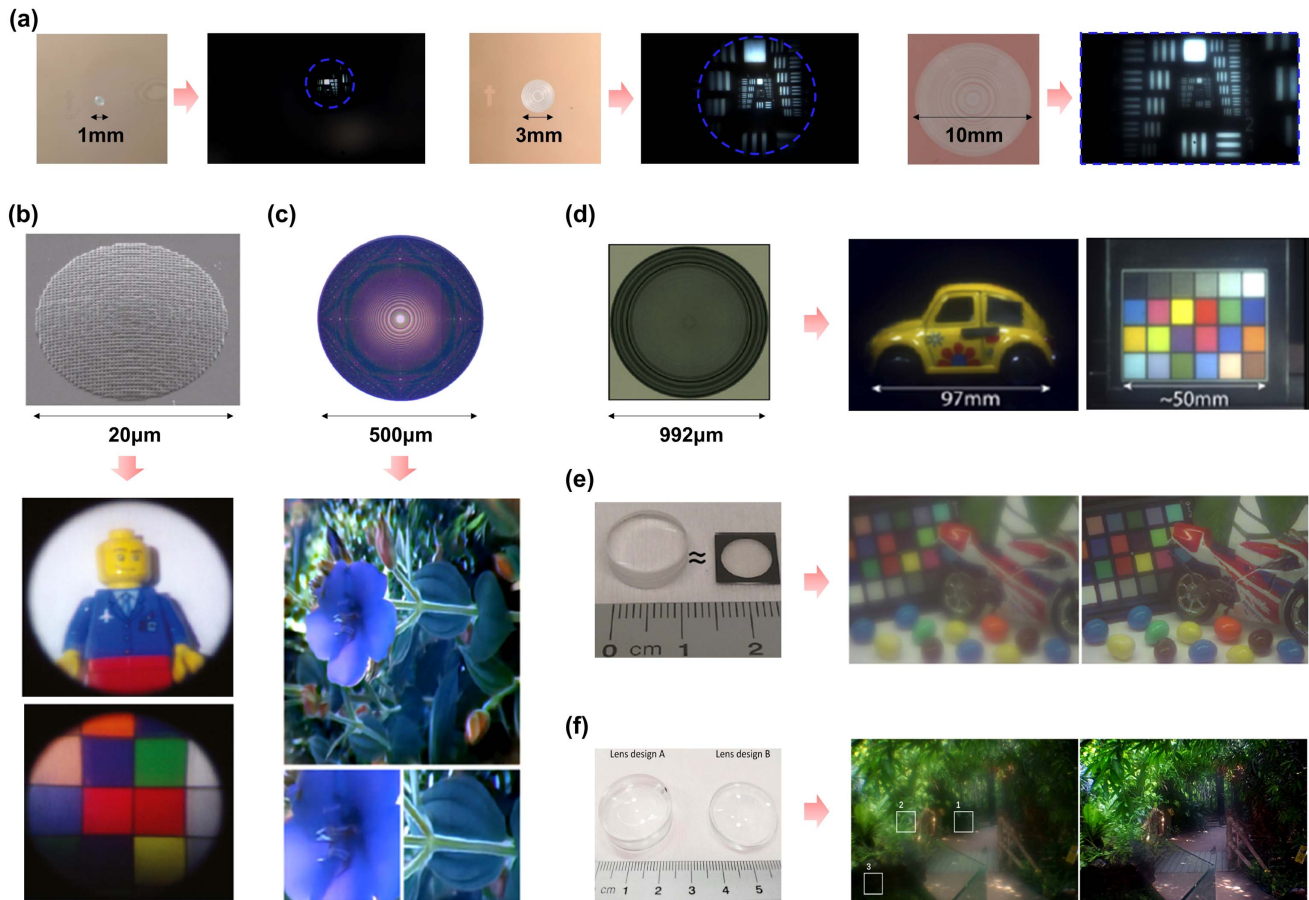 (a)
1mm
3mm
10mm
(b)
(c)
(d)
20μm
500μm
992μm
97mm
~50mm
(e)
≈
0 cm 1 2
(f)
Lens design A Lens design B
cm 1 2 3 4 5
2 1
3